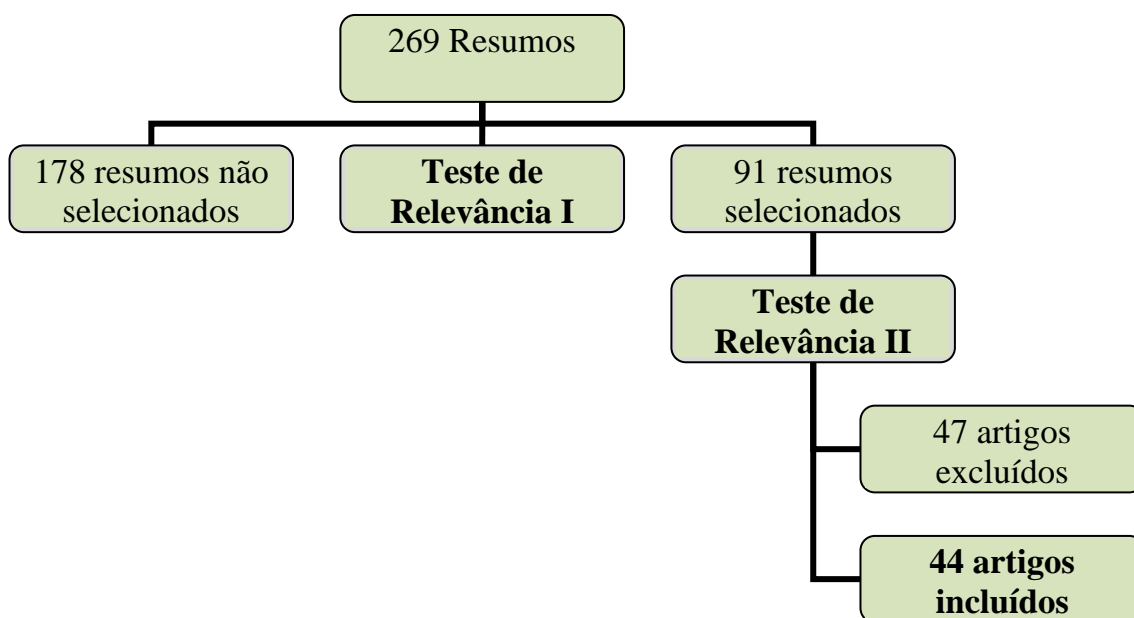 269 Resumos
178 resumos não
selecionados
Teste de
Relevância I
91 resumos
selecionados
Teste de
Relevância II
47 artigos
excluídos
44 artigos
incluídos